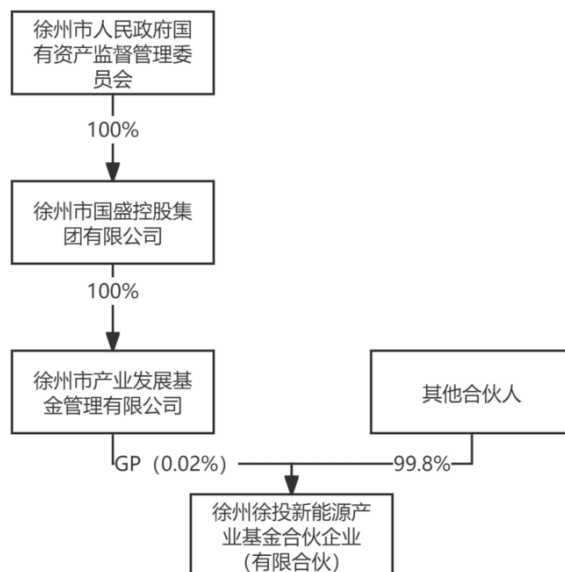 徐州市人民政府国
有资产监督管理委
员会
100%
徐州市国盛控股集
团有限公司
100%
徐州市产业发展基
金管理有限公司
其他合伙人
GP（0.02%）
99.8%
徐州徐投新能源产
业基金合伙企业
（有限合伙）